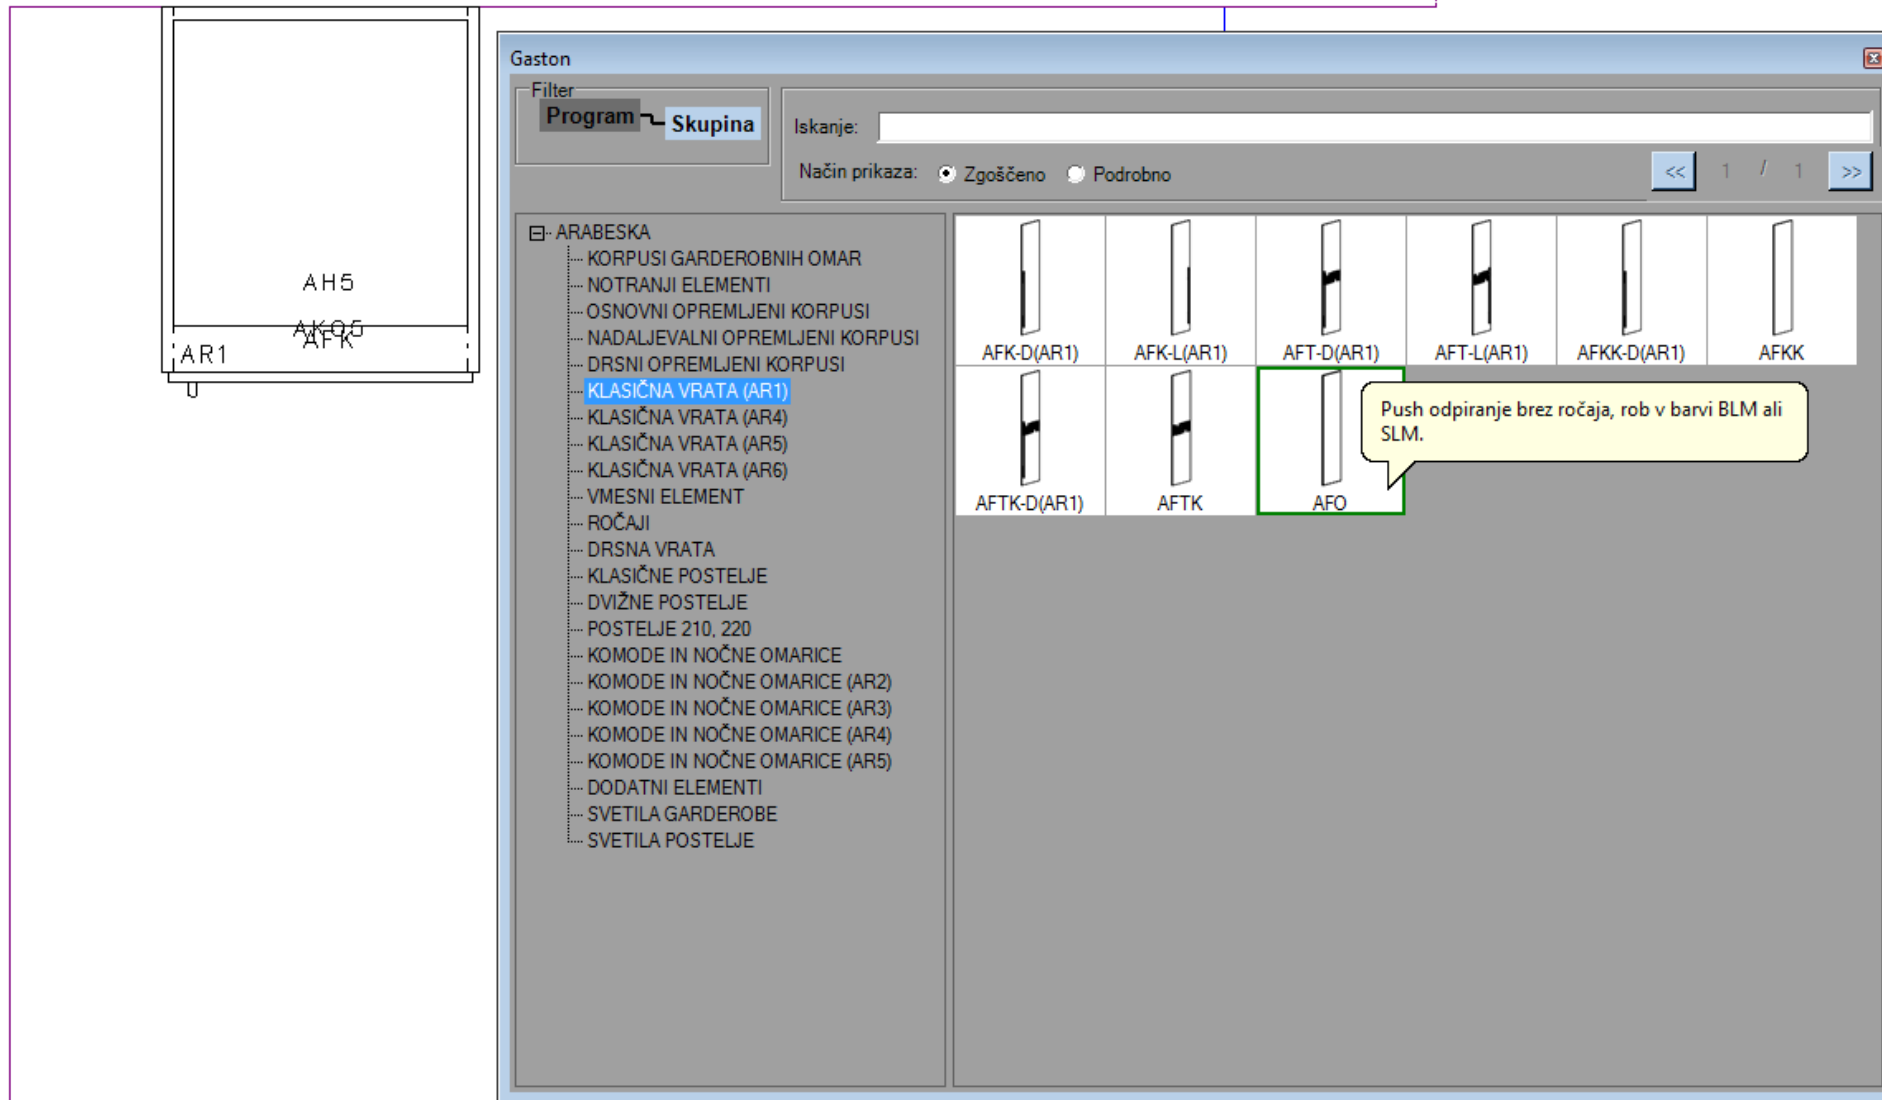 AH5
AKO5
AFK
AR1
Gaston
Filter
Program
Skupina
Iskanje:
Način prikaza:
Zgoščeno
Podrobno
<<
1 / 1
>>
ARABESKA
KORPUSI GARDEROBNIH OMAR
NOTRANJI ELEMENTI
OSNOVNI OPREMLJENI KORPUSI
NADALJEVALNI OPREMLJENI KORPUSI
DRSNI OPREMLJENI KORPUSI
KLASIČNA VRATA (AR1)
KLASIČNA VRATA (AR4)
KLASIČNA VRATA (AR5)
KLASIČNA VRATA (AR6)
VMESNI ELEMENT
ROČAJI
DRSNA VRATA
KLASIČNE POSTELJE
DVIŽNE POSTELJE
POSTELJE 210, 220
KOMODE IN NOČNE OMARICE
KOMODE IN NOČNE OMARICE (AR2)
KOMODE IN NOČNE OMARICE (AR3)
KOMODE IN NOČNE OMARICE (AR4)
KOMODE IN NOČNE OMARICE (AR5)
DODATNI ELEMENTI
SVETILA GARDEROBE
SVETILA POSTELJE
AFK-D(AR1)
AFK-L(AR1)
AFT-D(AR1)
AFT-L(AR1)
AFKK-D(AR1)
AFKK
AFTK-D(AR1)
AFTK
AFO
Push odpiranje brez ročaja, rob v barvi BLM ali
SLM.